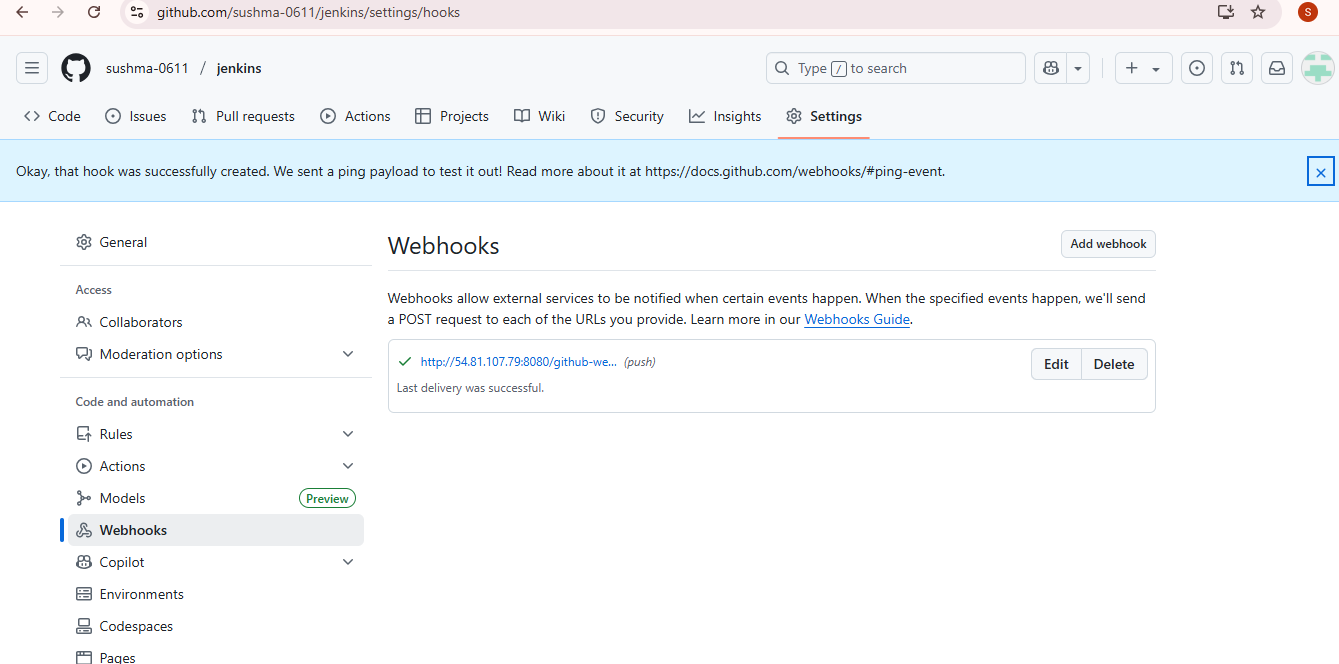 github.com/sushma-0611/jenkins/settings/hooks
S
sushma-0611 / jenkins
Type / to search
Code Issues Pull requests Actions Projects Wiki Security Insights Settings
Okay, that hook was successfully created. We sent a ping payload to test it out! Read more about it at https://docs.github.com/webhooks/#ping-event.
General
Access
Collaborators
Moderation options
Code and automation
Rules
Actions
Models Preview
Webhooks
Copilot
Environments
Codespaces
Pages
Webhooks
Add webhook
Webhooks allow external services to be notified when certain events happen. When the specified events happen, we'll send
a POST request to each of the URLs you provide. Learn more in our Webhooks Guide.
http://54.81.107.79:8080/github-we... (push)
Edit Delete
Last delivery was successful.